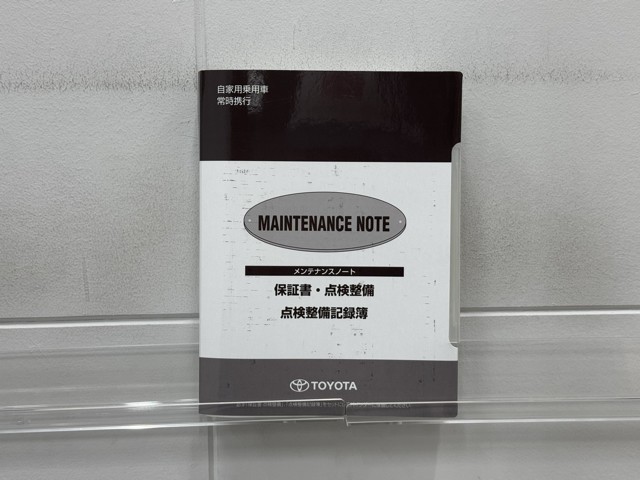 自家用乗用車
常時携行
MAINTENANCE NOTE
メンテナンスノート
保証書・点検整備
点検整備記録簿
TOYOTA